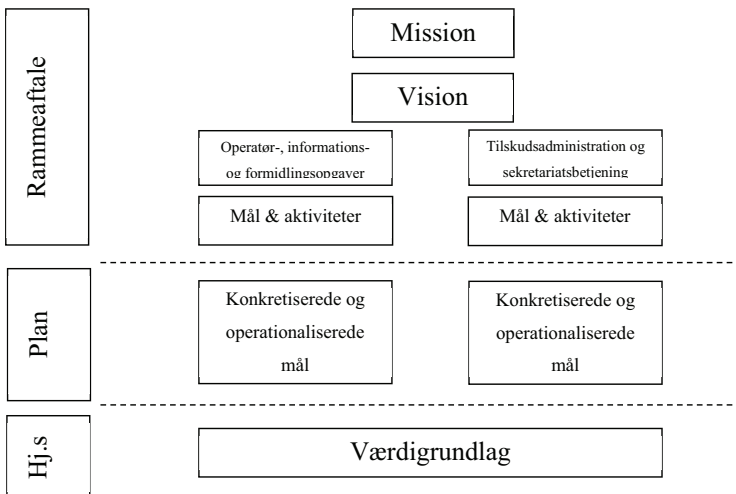 Rammeaftale
Mission
Vision
Operatør-, informations-
og formidlingsopgaver
Tilskudsadministration og
sekretariatsbetjening
Mål & aktiviteter
Mål & aktiviteter
Plan
Konkretiserede og
operationaliserede
mål
Konkretiserede og
operationaliserede
mål
Hj.s
Værdigrundlag